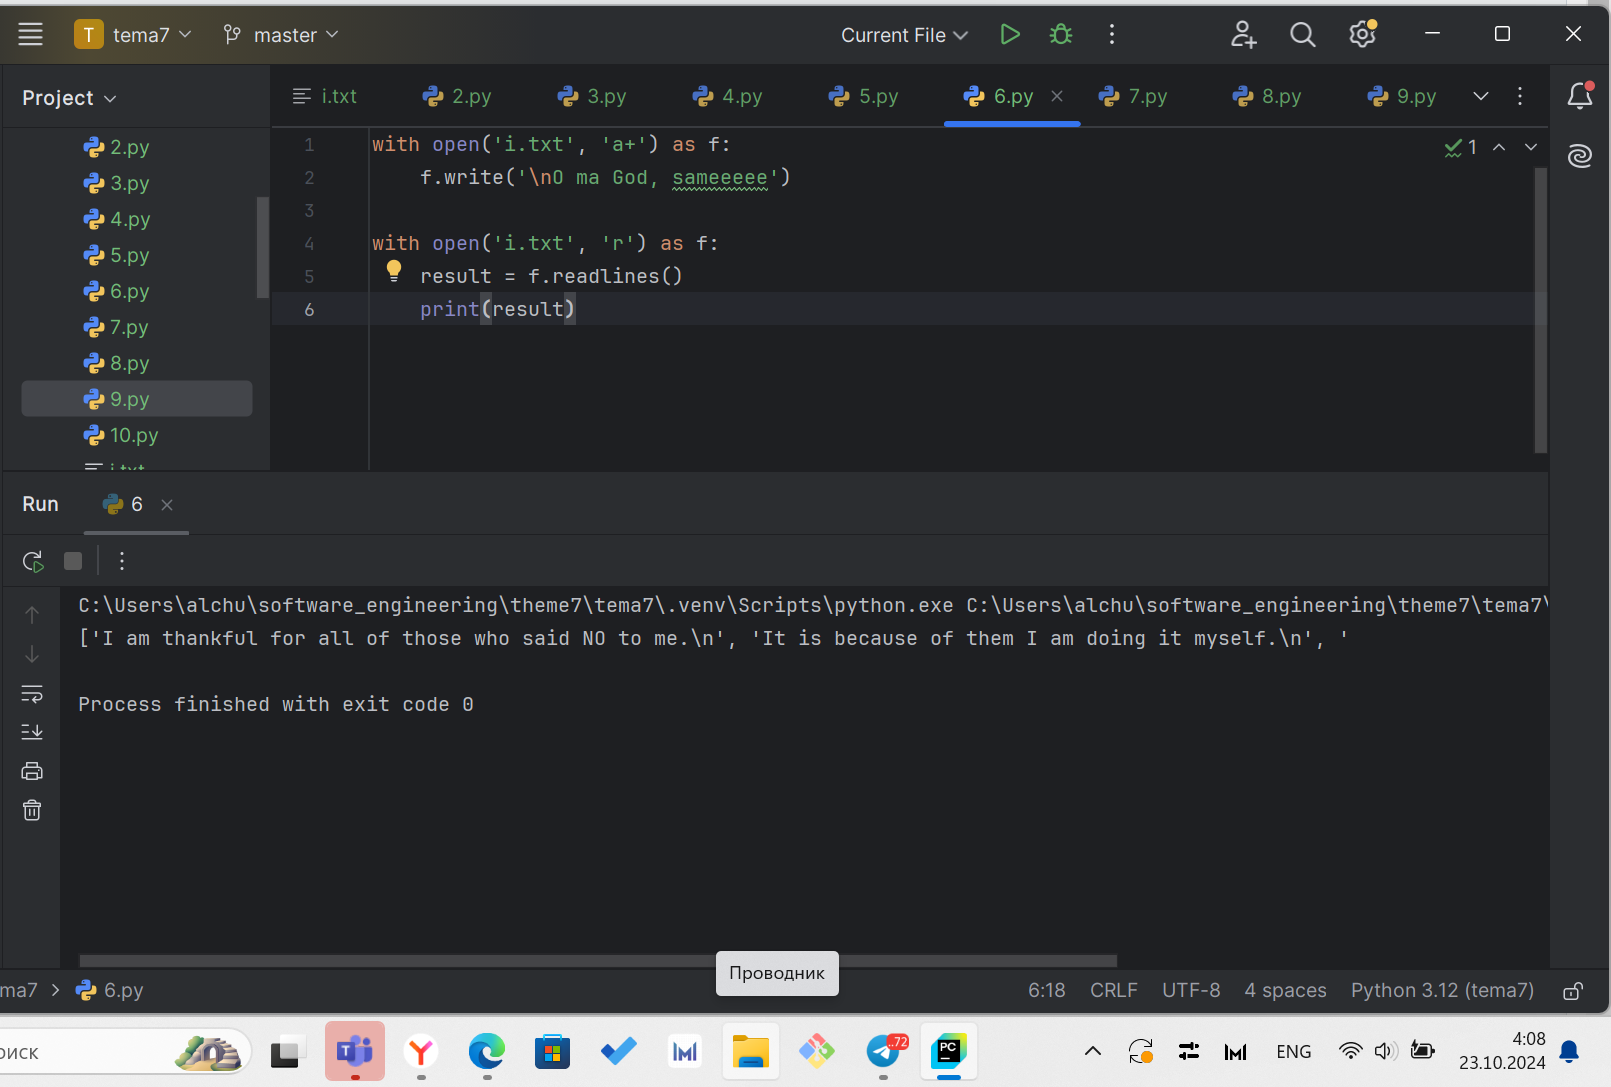 T tema7 master Current File
Project
i.txt 2.py 3.py 4.py 5.py 6.py 7.py 8.py 9.py
2.py
3.py
4.py
5.py
6.py
7.py
8.py
9.py
10.py
i.txt
1 with open('i.txt', 'a+') as f:
2 f.write('\nO ma God, sameeeee')
3
4 with open('i.txt', 'r') as f:
5 result = f.readlines()
6 print(result)
1
Run 6
C:\Users\alchu\software_engineering\theme7\tema7\.venv\Scripts\python.exe C:\Users\alchu\software_engineering\theme7\tema7\
['I am thankful for all of those who said NO to me.\n', 'It is because of them I am doing it myself.\n', '
Process finished with exit code 0
Проводник
ma7 > 6.py 6:18 CRLF UTF-8 4 spaces Python 3.12 (tema7)
оиск
T
PC
..72
ENG
4:08
23.10.2024